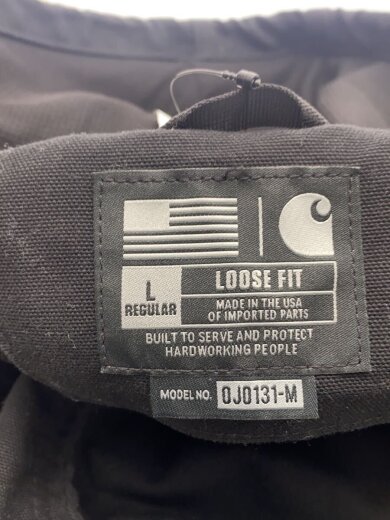 L
REGULAR
LOOSE FIT
MADE IN THE USA
OF IMPORTED PARTS
BUILT TO SERVE AND PROTECT
HARDWORKING PEOPLE
MODEL NO. OJ0131-M